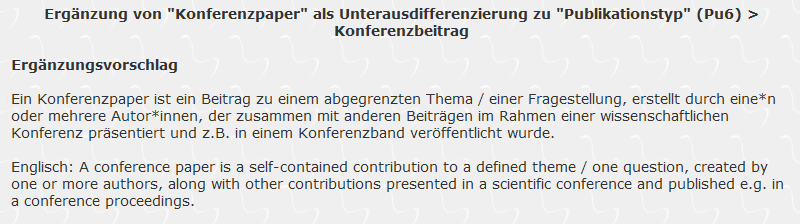 Ergänzung von "Konferenzpaper" als Unterausdifferenzierung zu "Publikationstyp" (Pu6) >
Konferenzbeitrag
Ergänzungsvorschlag
Ein Konferenzpaper ist ein Beitrag zu einem abgegrenzten Thema / einer Fragestellung, erstellt durch eine*n
oder mehrere Autor*innen, der zusammen mit anderen Beiträgen im Rahmen einer wissenschaftlichen
Konferenz präsentiert und z.B. in einem Konferenzband veröffentlicht wurde.
Englisch: A conference paper is a self-contained contribution to a defined theme / one question, created by
one or more authors, along with other contributions presented in a scientific conference and published e.g. in
a conference proceedings.